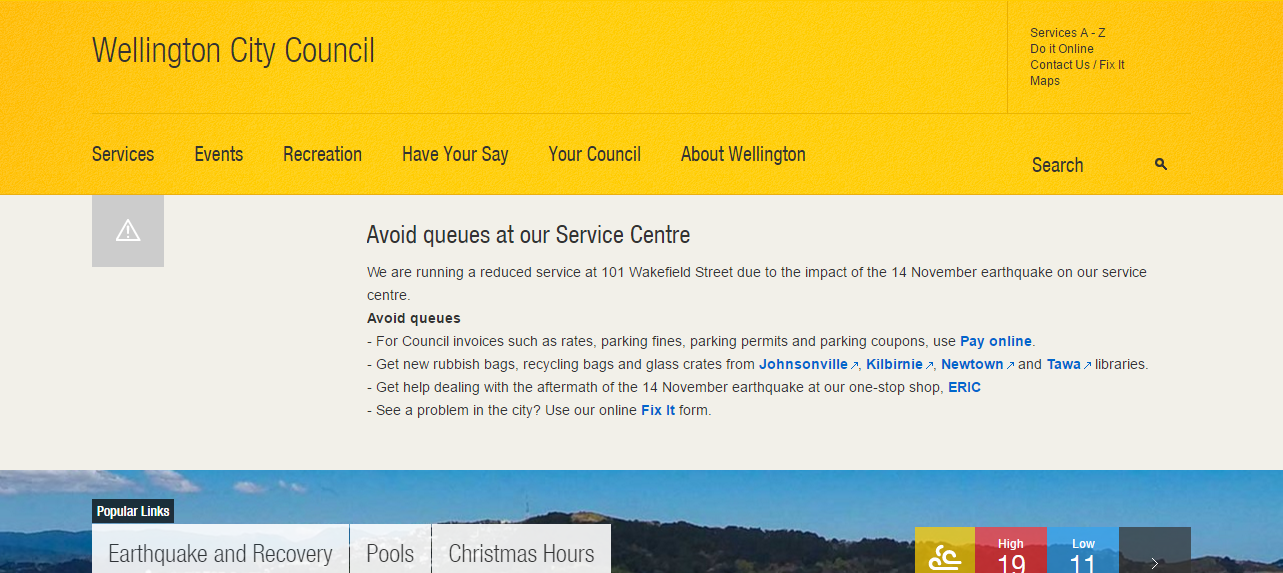 Wellington City Council
Services A - Z
Do it Online
Contact Us / Fix It
Maps
Services
Events
Recreation
Have Your Say
Your Council
About Wellington
Search
Avoid queues at our Service Centre
We are running a reduced service at 101 Wakefield Street due to the impact of the 14 November earthquake on our service
centre.
Avoid queues
- For Council invoices such as rates, parking fines, parking permits and parking coupons, use Pay online.
- Get new rubbish bags, recycling bags and glass crates from Johnsonville, Kilbirnie, Newtown and Tawa libraries.
- Get help dealing with the aftermath of the 14 November earthquake at our one-stop shop, ERIC
- See a problem in the city? Use our online Fix It form.
Popular Links
Earthquake and Recovery
Pools
Christmas Hours
High
19
Low
11